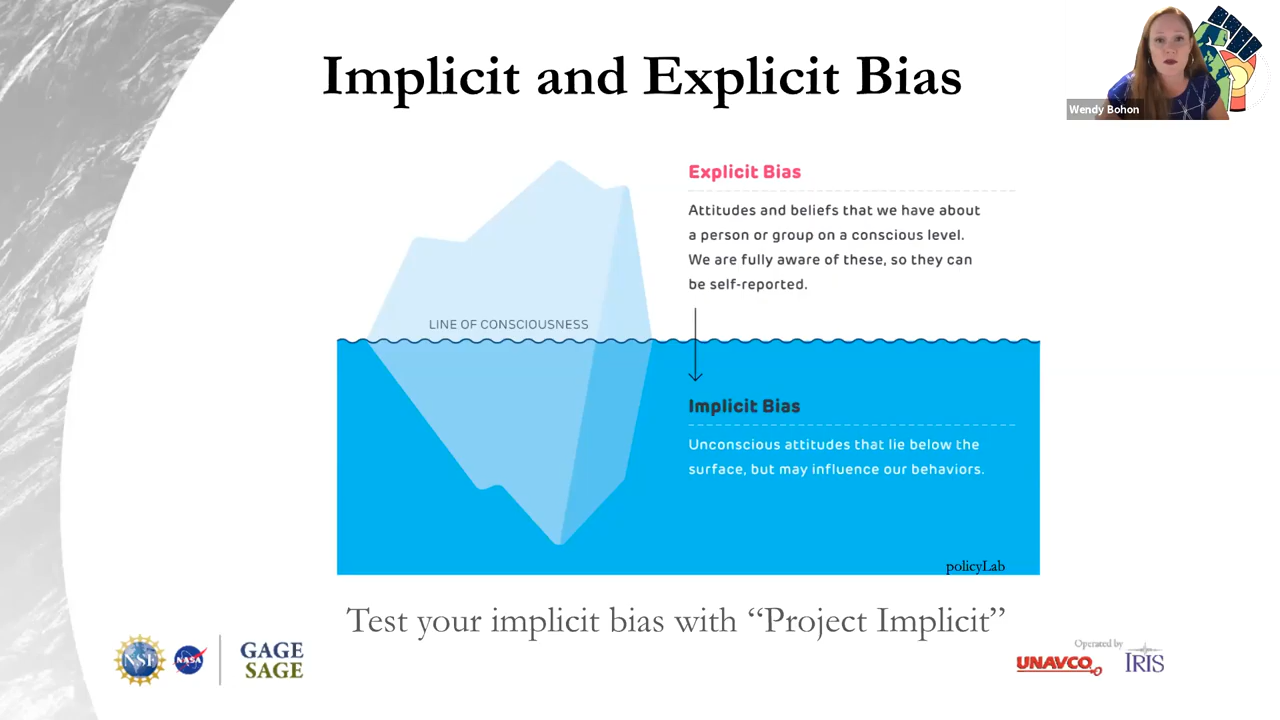 Implicit and Explicit Bias
Wendy Bohon
Explicit Bias
Attitudes and beliefs that we have about
a person or group on a conscious level.
We are fully aware of these, so they can
be self-reported.
LINE OF CONSCIOUSNESS
Implicit Bias
Unconscious attitudes that lie below the
surface, but may influence our behaviors.
policyLab
Test your implicit bias with “Project Implicit”
NSF
NASA
GAGE
SAGE
Operated by
UNAVCO
IRIS